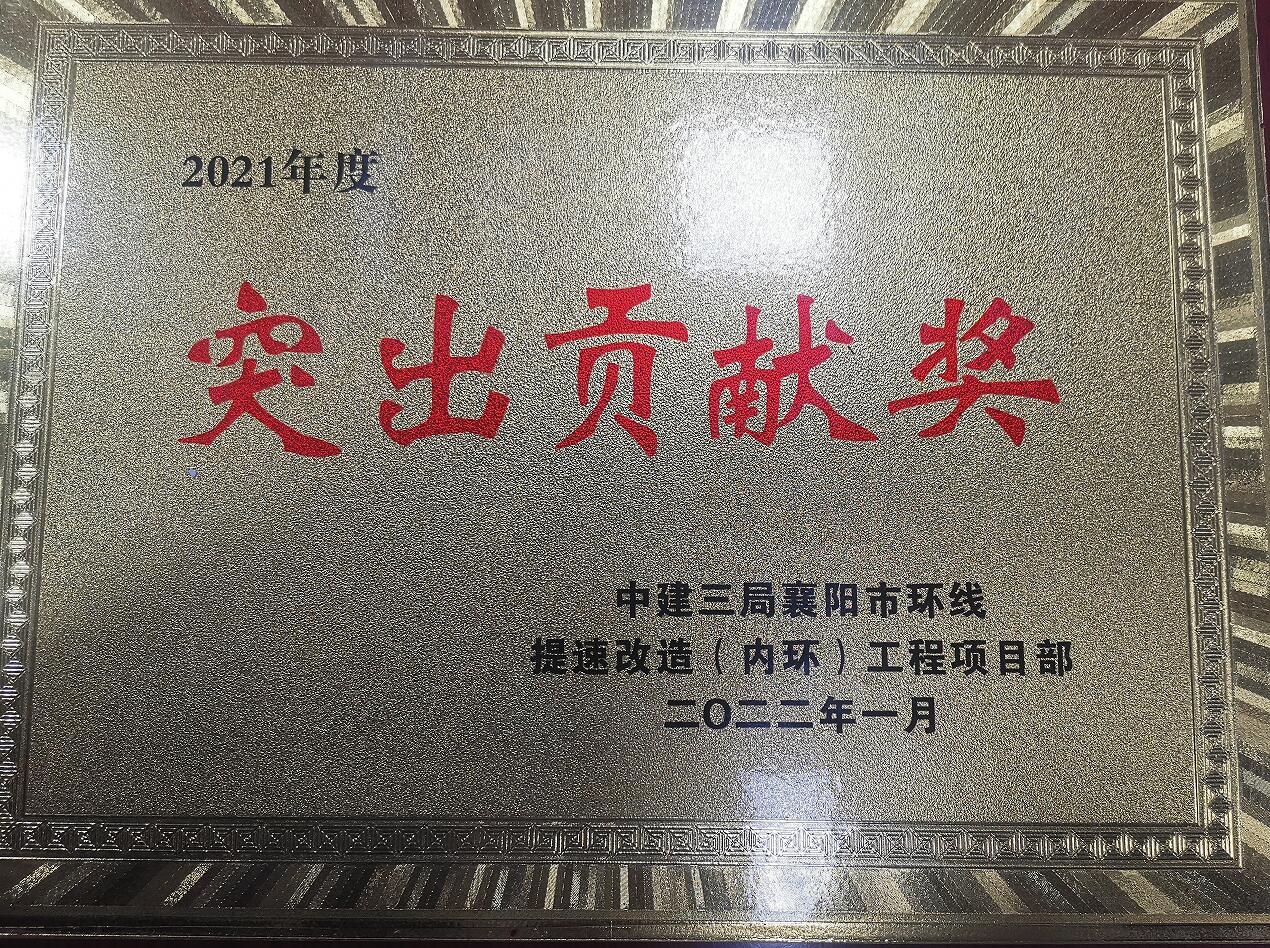 2021年度
突出贡献奖
中建三局襄阳市环线
提速改造（内环）工程项目部
二O二二年一月